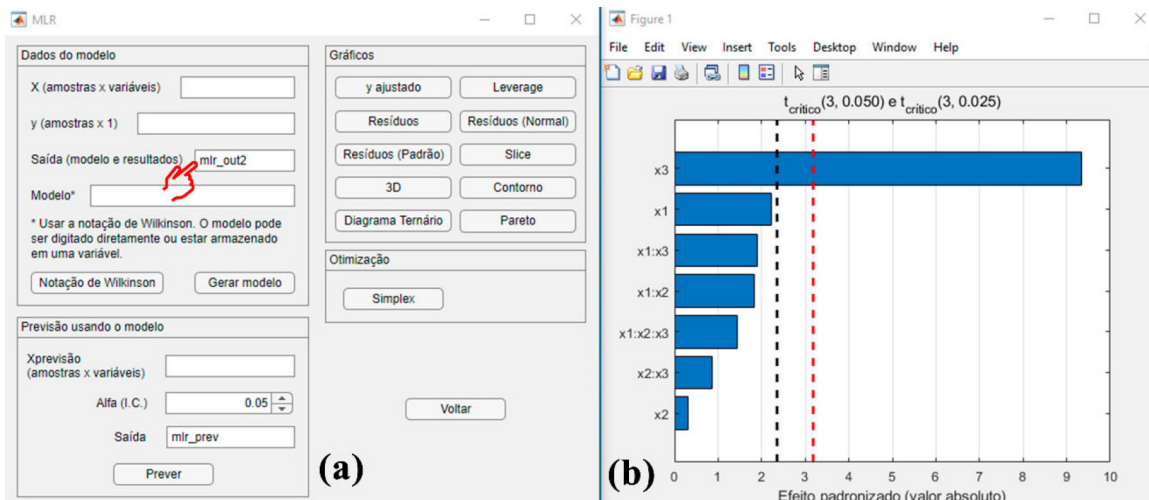 MLR
Dados do modelo
X (amostras x variáveis)
y (amostras x 1)
Saída (modelo e resultados) mlr_out2
Modelo*
* Usar a notação de Wilkinson. O modelo pode
ser digitado diretamente ou estar armazenado
em uma variável.
Notação de Wilkinson Gerar modelo
Previsão usando o modelo
Xprevisão
(amostras x variáveis)
Alfa (I.C.) 0.05
Saída mlr_prev
Prever
Gráficos
y ajustado Leverage
Resíduos Resíduos (Normal)
Resíduos (Padrão) Slice
3D Contorno
Diagrama Ternário Pareto
Otimização
Simplex
Voltar
(a)
Figure 1
File Edit View Insert Tools Desktop Window Help
tcrítico(3, 0.050) e tcrítico(3, 0.025)
x3
x1
x1:x3
x1:x2
x1:x2:x3
x2:x3
x2
0 1 2 3 4 5 6 7 8 9 10
Efeito padronizado (valor absoluto)
(b)